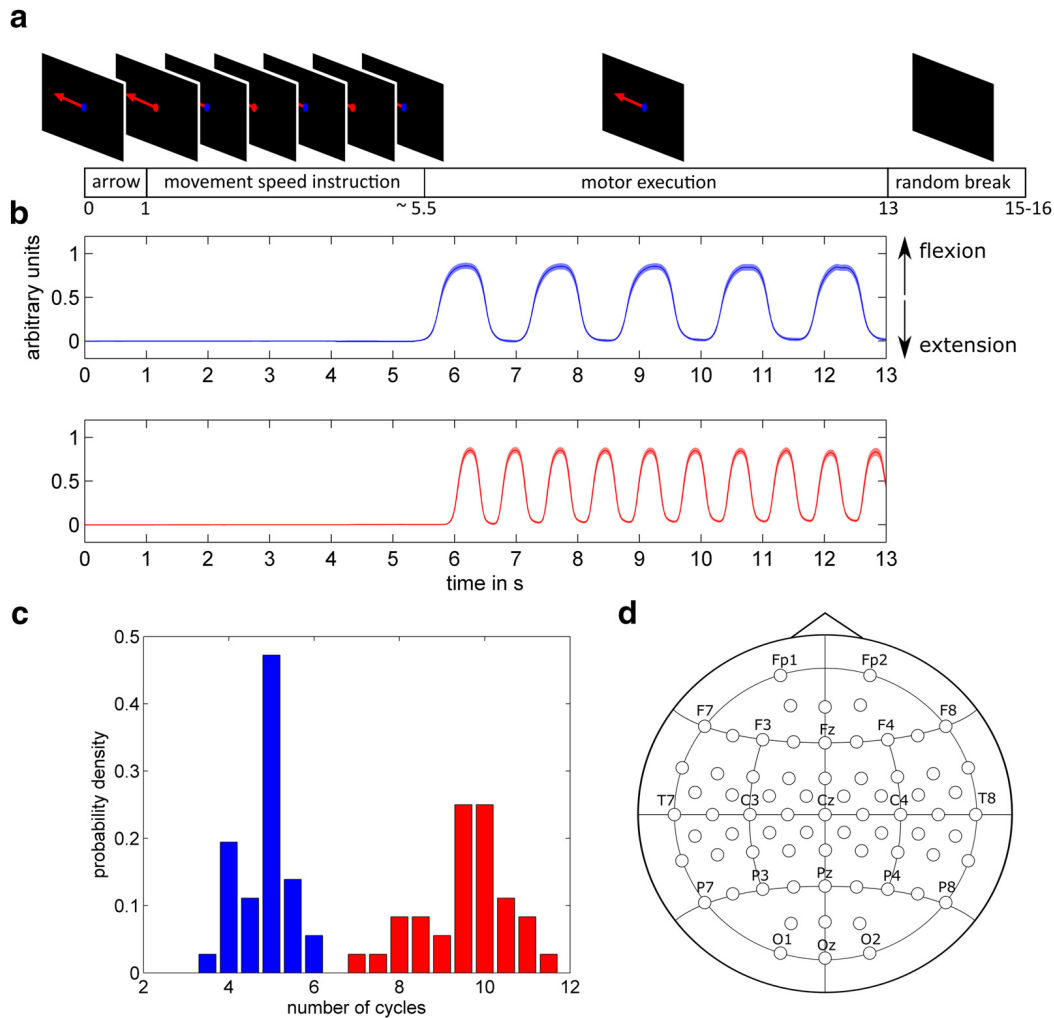 a
arrow movement speed instruction motor execution random break
0 1 ~ 5.5 13 15-16
b
arbitrary units
1
0.5
0
flexion
extension
0 1 2 3 4 5 6 7 8 9 10 11 12 13
1
0.5
0
0 1 2 3 4 5 6 7 8 9 10 11 12 13
time in s
c
probability density
0.5
0.4
0.3
0.2
0.1
0
2 4 6 8 10 12
number of cycles
d
Fp1 Fp2
F7 F3 Fz F4 F8
T7 C3 Cz C4 T8
P7 P3 Pz P4 P8
O1 Oz O2